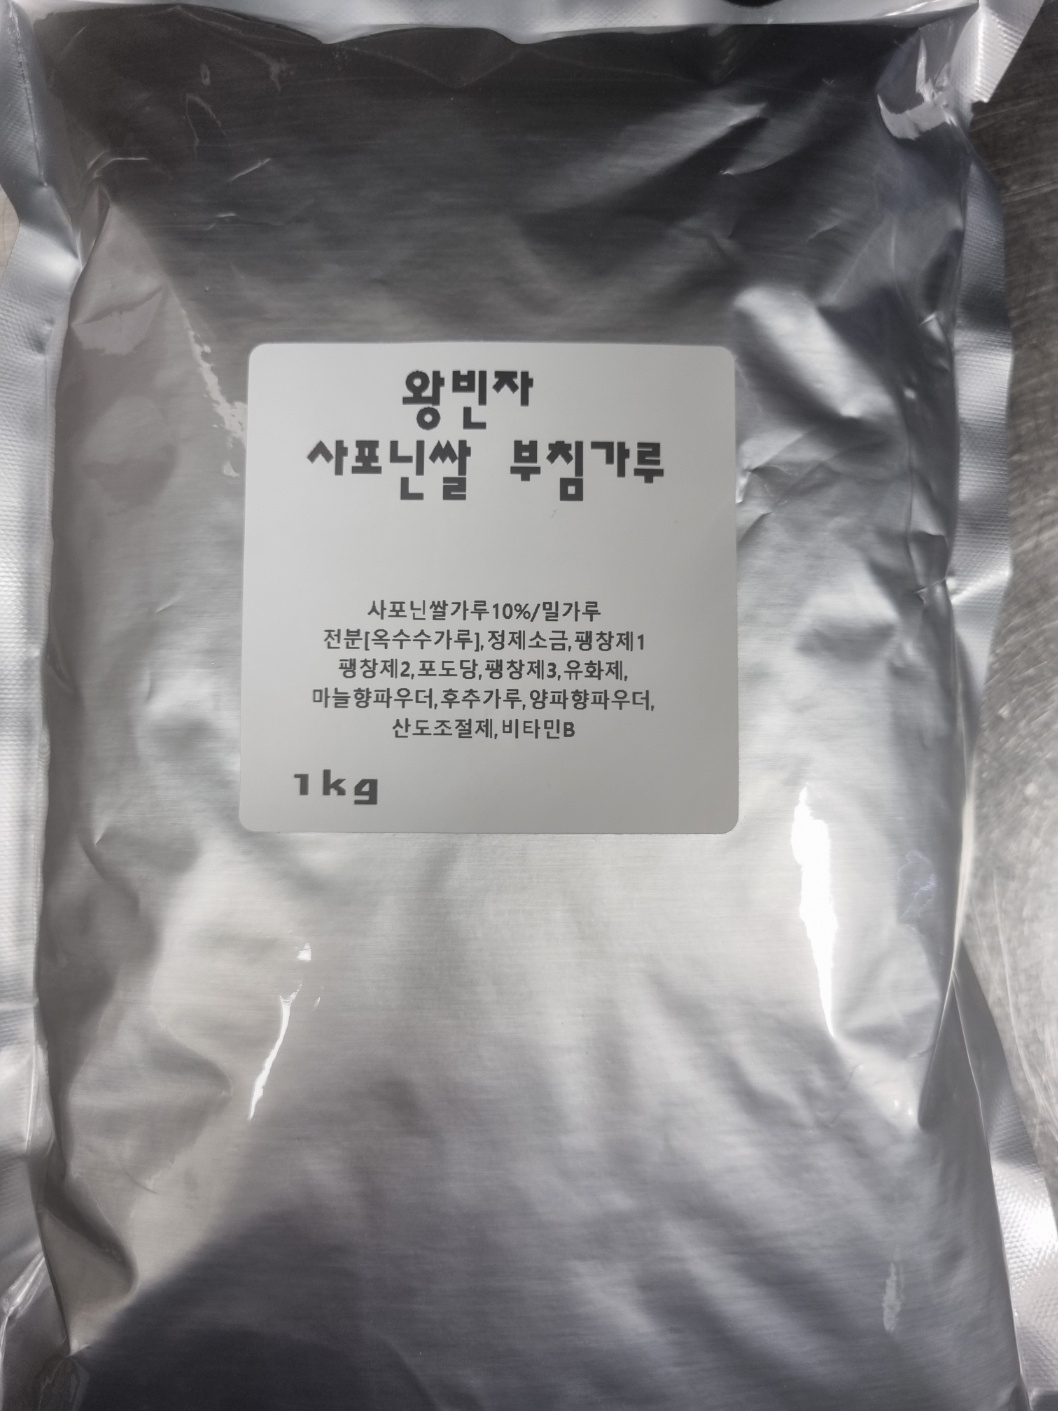 왕빈자
사포닌쌀 부침가루
사포닌쌀가루10%/밀가루
전분[옥수수가루],정제소금,팽창제1
팽창제2,포도당,팽창제3,유화제,
마늘향파우더,후추가루,양파향파우더,
산도조절제,비타민B
1kg